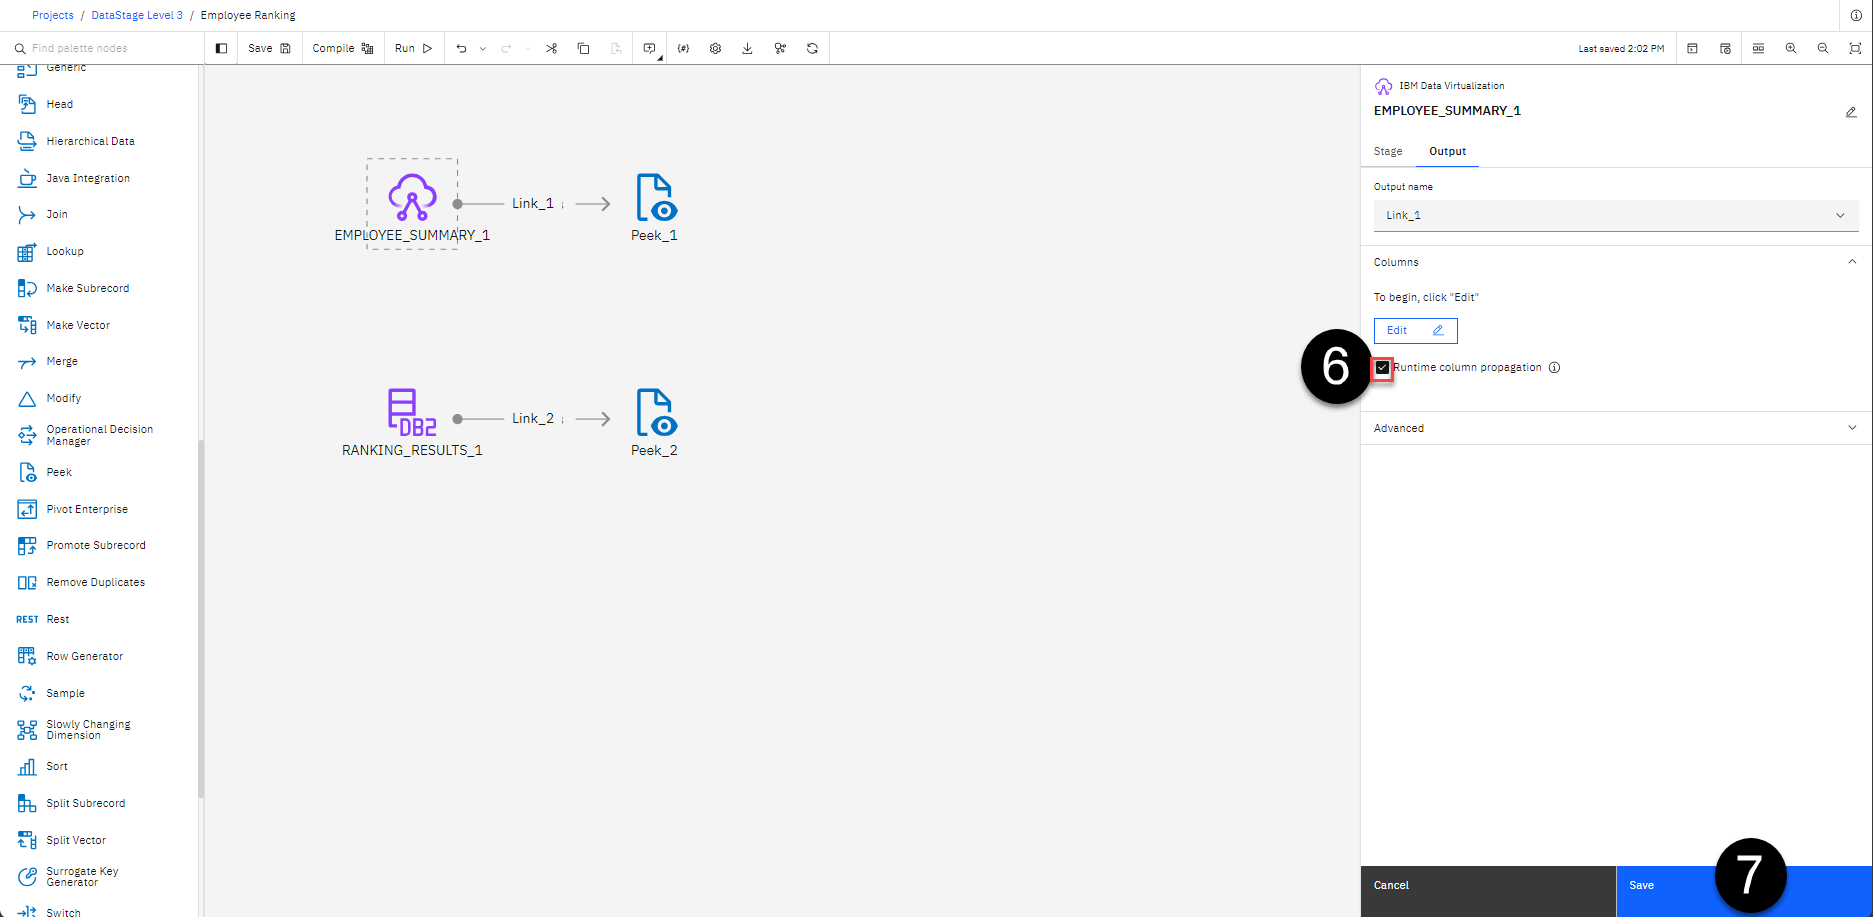 Projects / DataStage Level 3 / Employee Ranking
Find palette nodes
Save
Compile
Run
Last saved 2:02 PM
Generic
Head
Hierarchical Data
Java Integration
Join
Lookup
Make Subrecord
Make Vector
Merge
Modify
Operational Decision
Manager
Peek
Pivot Enterprise
Promote Subrecord
Remove Duplicates
REST Rest
Row Generator
Sample
Slowly Changing
Dimension
Sort
Split Subrecord
Split Vector
Surrogate Key
Generator
Switch
Link_1
EMPLOYEE_SUMMARY_1
Peek_1
DB2
Link_2
RANKING_RESULTS_1
Peek_2
IBM Data Virtualization
EMPLOYEE_SUMMARY_1
Stage
Output
Output name
Link_1
Columns
To begin, click "Edit"
Edit
6
Runtime column propagation
Advanced
Cancel
Save
7